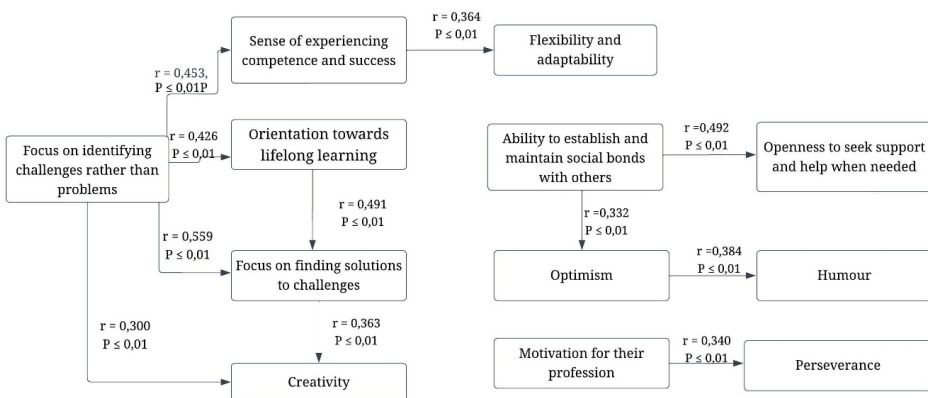 r = 0,453,
P ≤ 0,01P
Sense of experiencing
competence and success
r = 0,364
P ≤ 0,01
Flexibility and
adaptability
Focus on identifying
challenges rather than
problems
r = 0,426
P ≤ 0,01
Orientation towards
lifelong learning
r = 0,491
P ≤ 0,01
r = 0,559
P ≤ 0,01
Focus on finding solutions
to challenges
r = 0,363
P ≤ 0,01
r = 0,300
P ≤ 0,01
Creativity
Ability to establish and
maintain social bonds
with others
r =0,492
P ≤ 0,01
Openness to seek support
and help when needed
r =0,332
P ≤ 0,01
Optimism
r =0,384
P ≤ 0,01
Humour
Motivation for their
profession
r = 0,340
P ≤ 0,01
Perseverance